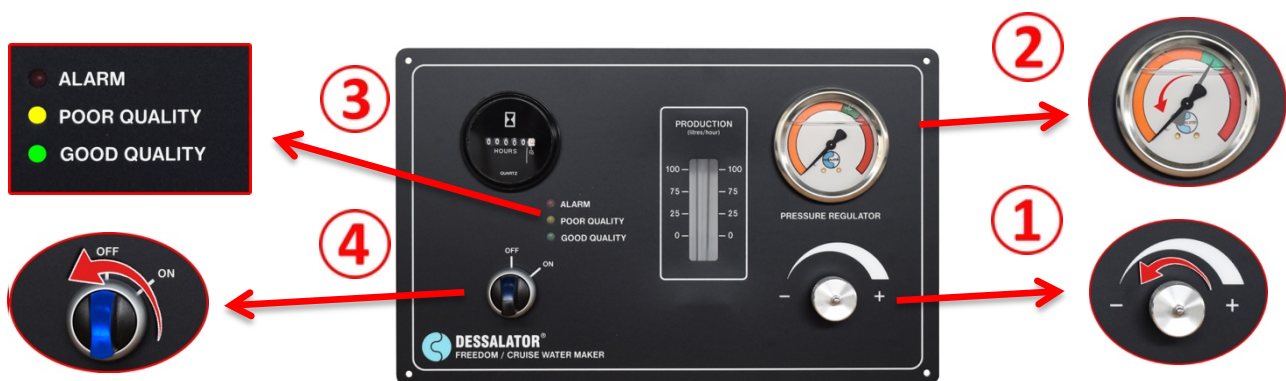 ALARM
POOR QUALITY
GOOD QUALITY
3
HOURS
QUARTZ
ALARM
POOR QUALITY
GOOD QUALITY
PRODUCTION
(litres/hour)
100 100
75 75
25 25
0 0
PRESSURE REGULATOR
- +
2
1
- +
4
OFF
ON
OFF
ON
DESSALATOR®
FREEDOM / CRUISE WATER MAKER